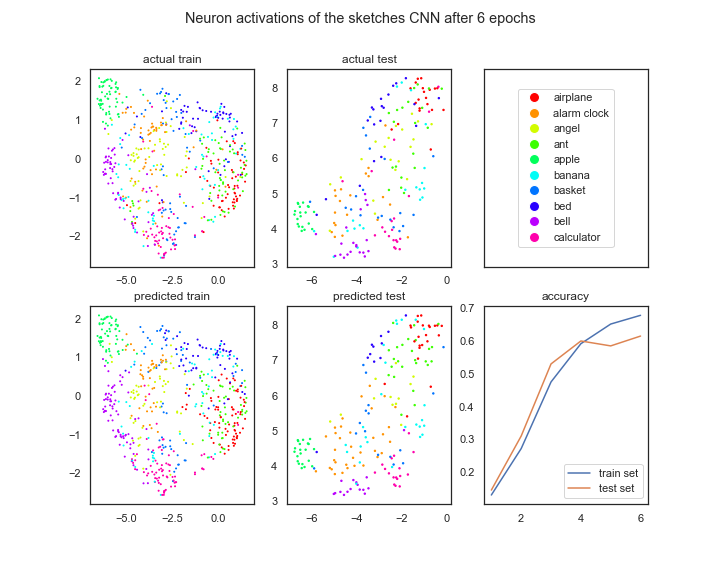 Neuron activations of the sketches CNN after 6 epochs
actual train
2
1
0
−1
−2
−5.0 −2.5 0.0
actual test
8
7
6
5
4
3
−6 −4 −2 0
airplane
alarm clock
angel
ant
apple
banana
basket
bed
bell
calculator
predicted train
2
1
0
−1
−2
−5.0 −2.5 0.0
predicted test
8
7
6
5
4
3
−6 −4 −2 0
accuracy
0.7
0.6
0.5
0.4
0.3
0.2
train set
test set
2 4 6